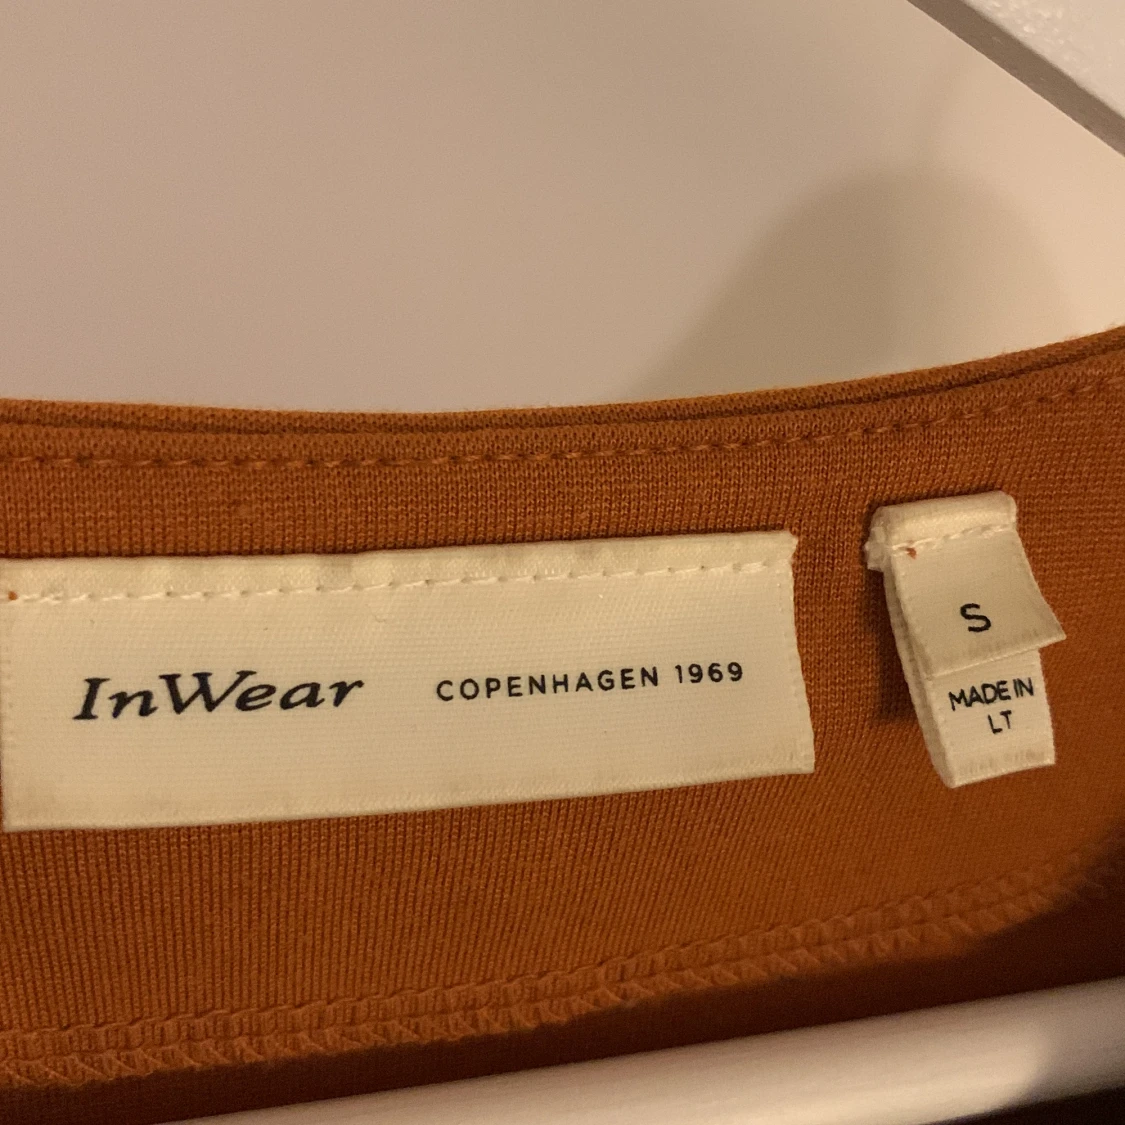 InWear COPENHAGEN 1969
S
MADE IN
LT